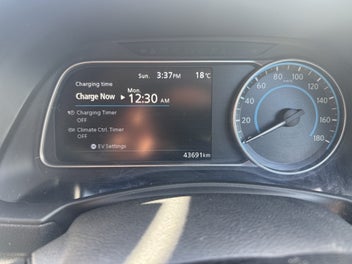 Sun. 3:37PM 18°C
Charging time
Mon.
Charge Now ▶ 12:30 AM
Charging Timer
OFF
Climate Ctrl. Timer
OFF
EV Settings
43691km
km/h
20
40
60
80
100
120
140
160
180